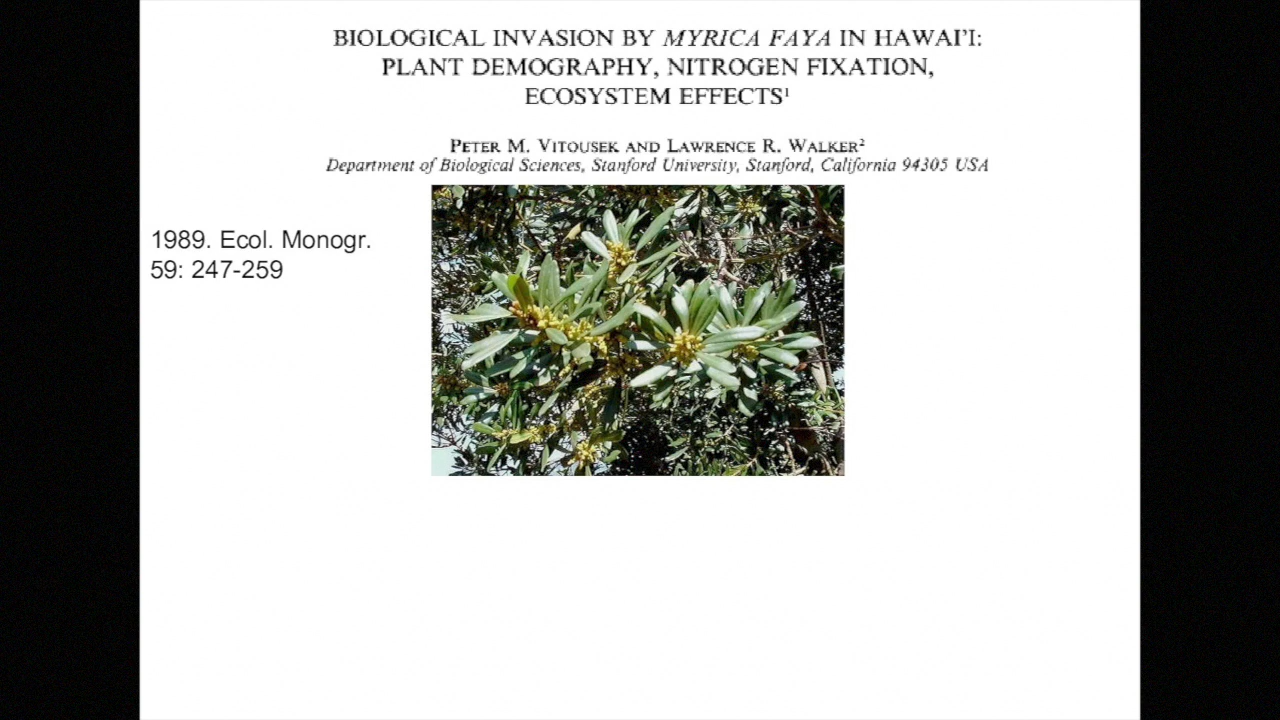 BIOLOGICAL INVASION BY MYRICA FAYA IN HAWAI'I:
PLANT DEMOGRAPHY, NITROGEN FIXATION,
ECOSYSTEM EFFECTS¹
PETER M. VITOUSEK AND LAWRENCE R. WALKER²
Department of Biological Sciences, Stanford University, Stanford, California 94305 USA
1989. Ecol. Monogr.
59: 247-259